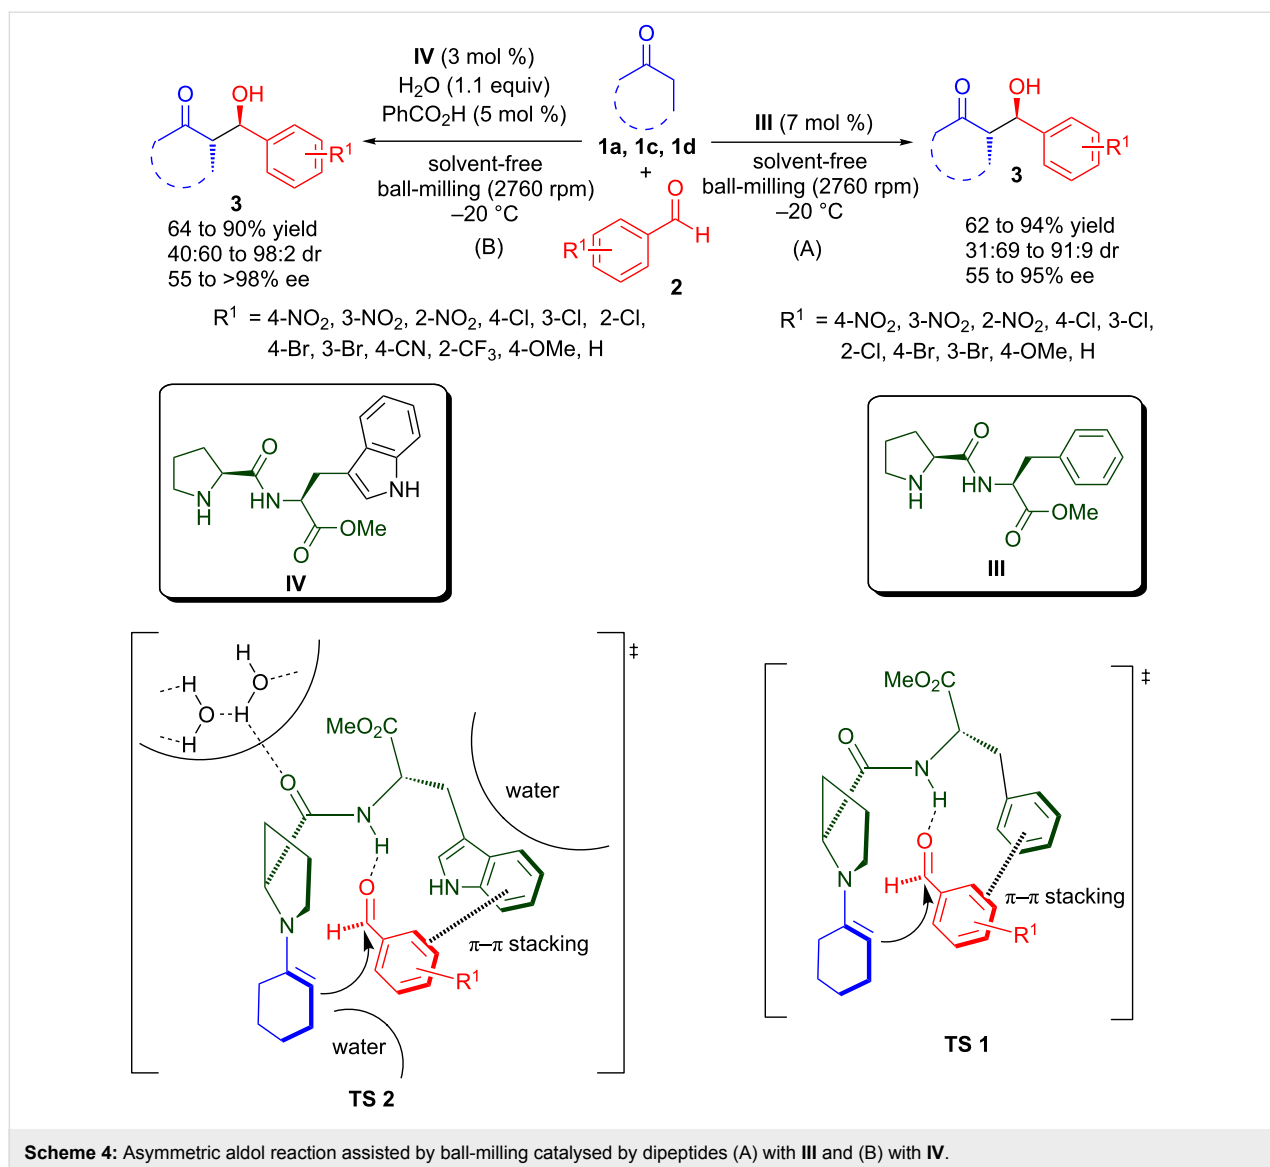 IV (3 mol %)
H2O (1.1 equiv)
PhCO2H (5 mol %)
solvent-free
ball-milling (2760 rpm)
–20 °C
(B)
O
1a, 1c, 1d
+
O
H
R1
2
III (7 mol %)
solvent-free
ball-milling (2760 rpm)
–20 °C
(A)
O OH
R1
3
64 to 90% yield
40:60 to 98:2 dr
55 to >98% ee
O OH
R1
3
62 to 94% yield
31:69 to 91:9 dr
55 to 95% ee
R1 = 4-NO2, 3-NO2, 2-NO2, 4-Cl, 3-Cl, 2-Cl,
4-Br, 3-Br, 4-CN, 2-CF3, 4-OMe, H
R1 = 4-NO2, 3-NO2, 2-NO2, 4-Cl, 3-Cl,
2-Cl, 4-Br, 3-Br, 4-OMe, H
O
N
H
HN
NH
OMe
O
IV
O
N
H
HN
OMe
O
III
H
H O
O H
H
MeO2C
O
N
H
water
O
HN
H
N
π–π stacking
R1
water
‡
TS 2
MeO2C
O
N
H
O
N
H
π–π stacking
R1
‡
TS 1
Scheme 4: Asymmetric aldol reaction assisted by ball-milling catalysed by dipeptides (A) with III and (B) with IV.